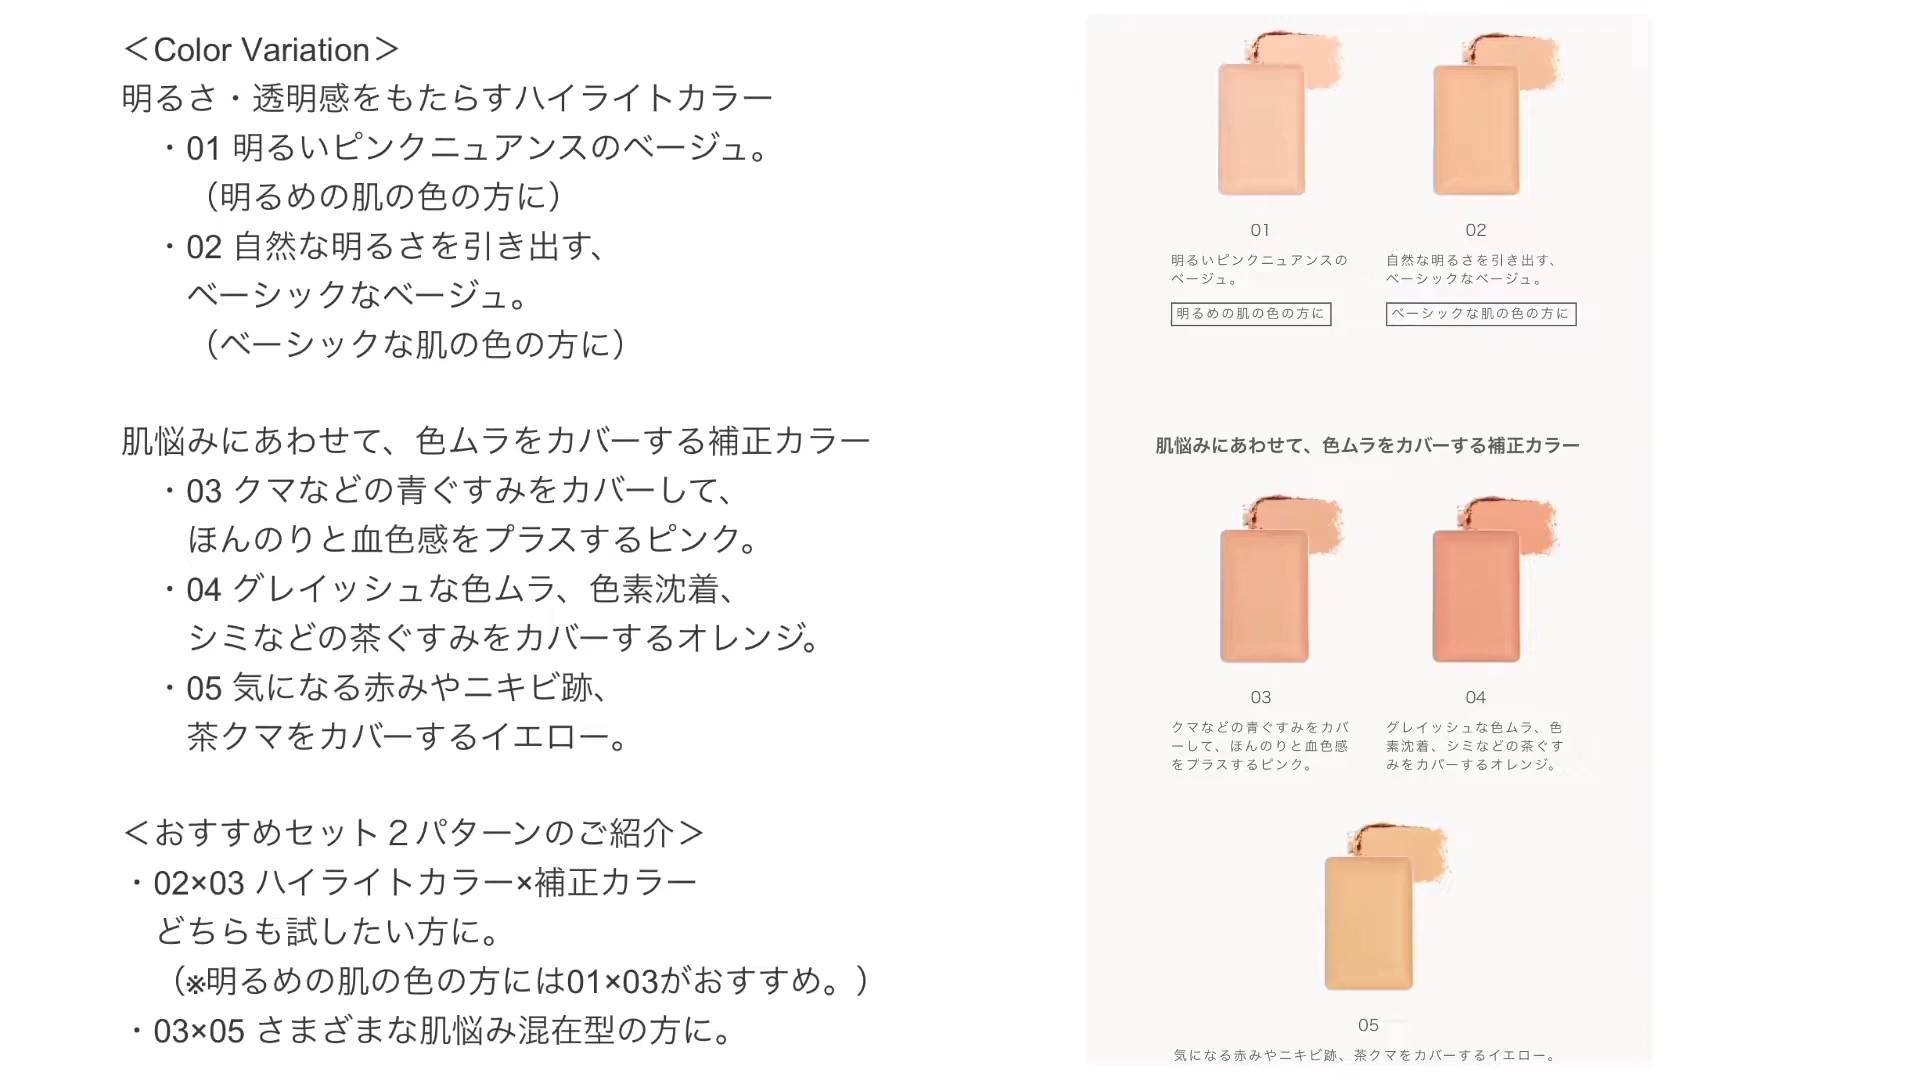 ＜Color Variation＞
明るさ・透明感をもたらすハイライトカラー
・01 明るいピンクニュアンスのベージュ。
（明るめの肌の色の方に）
・02 自然な明るさを引き出す、
ベーシックなベージュ。
（ベーシックな肌の色の方に）
肌悩みにあわせて、色ムラをカバーする補正カラー
・03 クマなどの青ぐすみをカバーして、
ほんのりと血色感をプラスするピンク。
・04 グレイッシュな色ムラ、色素沈着、
シミなどの茶ぐすみをカバーするオレンジ。
・05 気になる赤みやニキビ跡、
茶クマをカバーするイエロー。
＜おすすめセット２パターンのご紹介＞
・02×03 ハイライトカラー×補正カラー
どちらも試したい方に。
（※明るめの肌の色の方には01×03がおすすめ。）
・03×05 さまざまな肌悩み混在型の方に。
01
明るいピンクニュアンスの
ベージュ。
明るめの肌の色の方に
02
自然な明るさを引き出す、
ベーシックなベージュ。
ベーシックな肌の色の方に
肌悩みにあわせて、色ムラをカバーする補正カラー
03
クマなどの青ぐすみをカバ
ーして、ほんのりと血色感
をプラスするピンク。
04
グレイッシュな色ムラ、色
素沈着、シミなどの茶ぐす
みをカバーするオレンジ。
05
気になる赤みやニキビ跡、茶クマをカバーするイエロー。